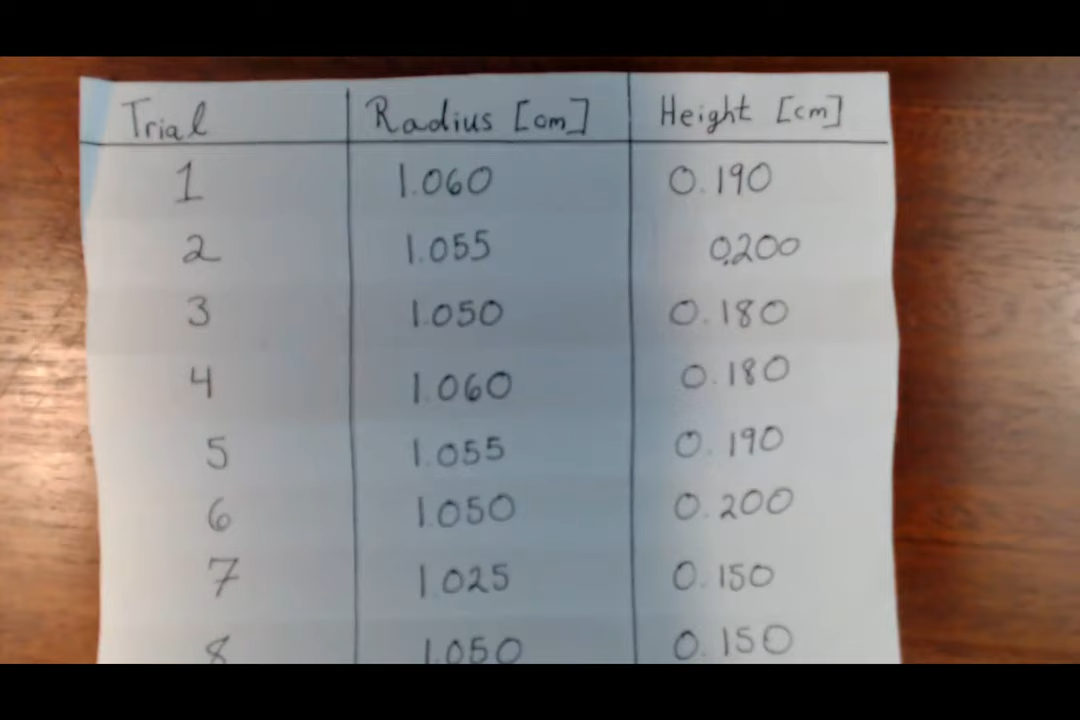 Trial Radius [cm] Height [cm]
1 1.060 0.190
2 1.055 0.200
3 1.050 0.180
4 1.060 0.180
5 1.055 0.190
6 1.050 0.200
7 1.025 0.150
8 1.050 0.150